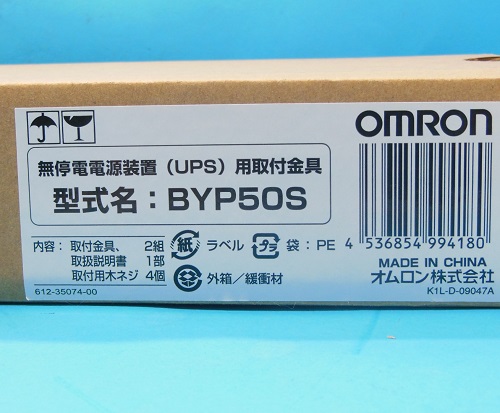 OMRON
無停電電源装置（UPS）用取付金具
型式名：BYP50S
内容：取付金具、 2組
取扱説明書 1部
取付用木ネジ 4個
612-35074-00
紙 ラベル プラ 袋：PE
外箱／緩衝材
4 536854 994180
MADE IN CHINA
オムロン株式会社
K1L-D-09047A